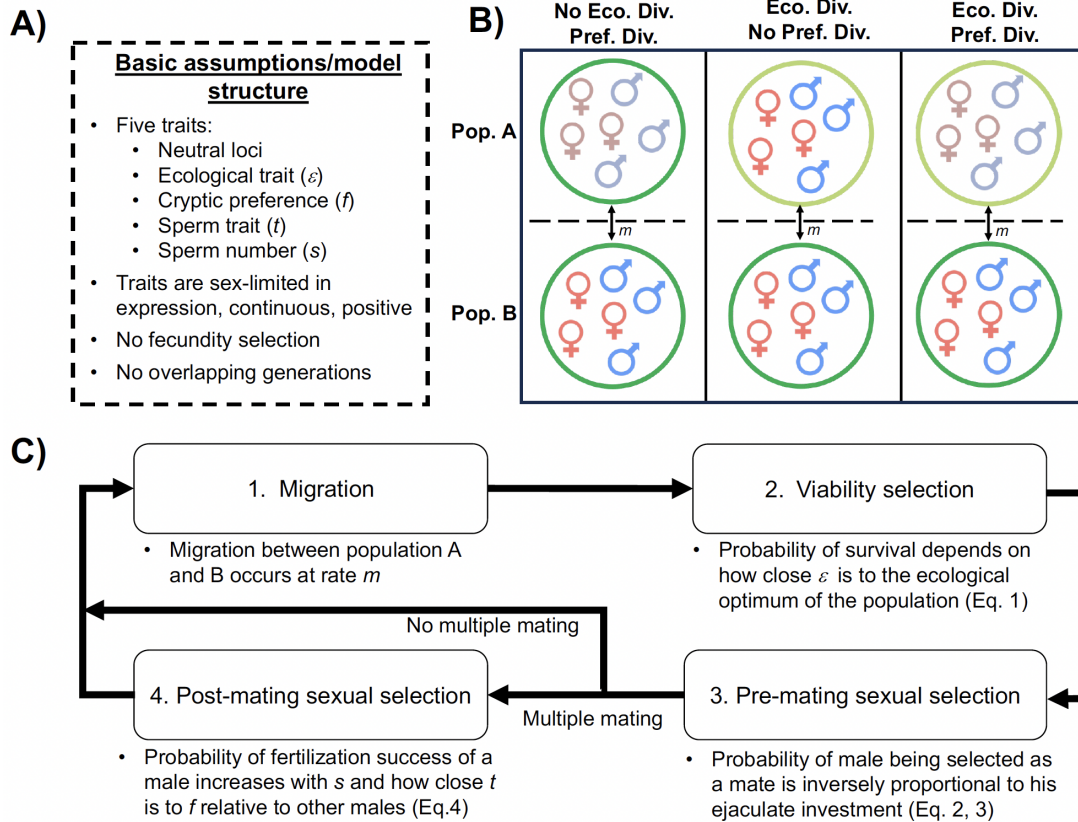 A)
Basic assumptions/model
structure
• Five traits:
• Neutral loci
• Ecological trait (ε)
• Cryptic preference (f)
• Sperm trait (t)
• Sperm number (s)
• Traits are sex-limited in
expression, continuous, positive
• No fecundity selection
• No overlapping generations
B)
No Eco. Div.
Pref. Div.
Eco. Div.
No Pref. Div.
Eco. Div.
Pref. Div.
Pop. A
m
m
m
Pop. B
C)
1. Migration
• Migration between population A
and B occurs at rate m
2. Viability selection
• Probability of survival depends on
how close ε is to the ecological
optimum of the population (Eq. 1)
No multiple mating
4. Post-mating sexual selection
Multiple mating
3. Pre-mating sexual selection
• Probability of fertilization success of a
male increases with s and how close t
is to f relative to other males (Eq.4)
• Probability of male being selected as
a mate is inversely proportional to his
ejaculate investment (Eq. 2, 3)